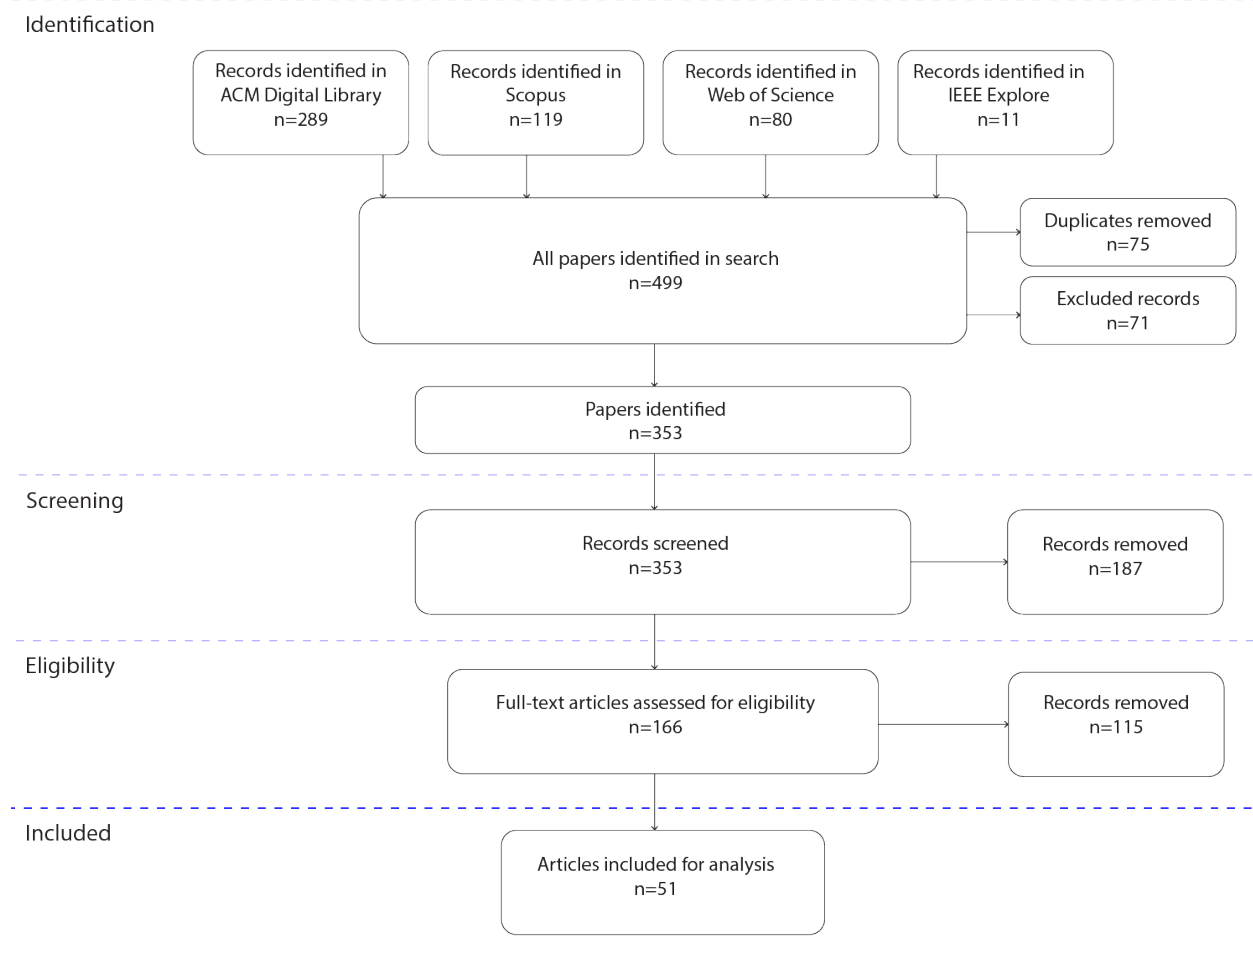 Identification
Records identified in
ACM Digital Library
n=289
Records identified in
Scopus
n=119
Records identified in
Web of Science
n=80
Records identified in
IEEE Explore
n=11
All papers identified in search
n=499
Duplicates removed
n=75
Excluded records
n=71
Papers identified
n=353
Screening
Records screened
n=353
Records removed
n=187
Eligibility
Full-text articles assessed for eligibility
n=166
Records removed
n=115
Included
Articles included for analysis
n=51